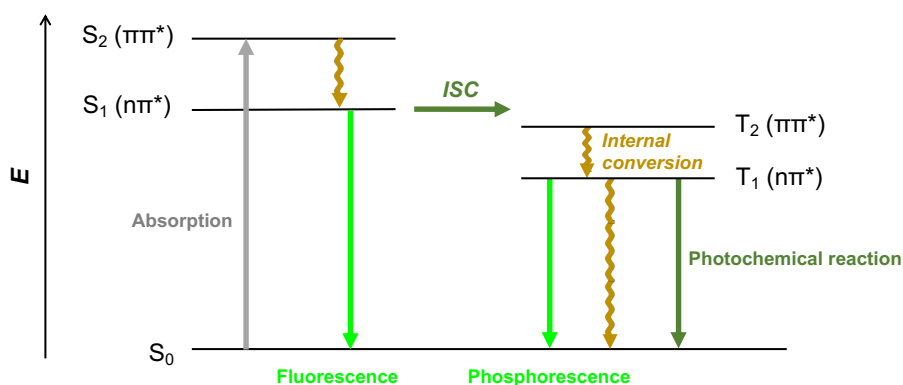 S₂ (ππ*)
S₁ (nπ*)
ISC
T₂ (ππ*)
Internal
conversion
T₁ (nπ*)
E
Absorption
Photochemical reaction
S₀
Fluorescence
Phosphorescence